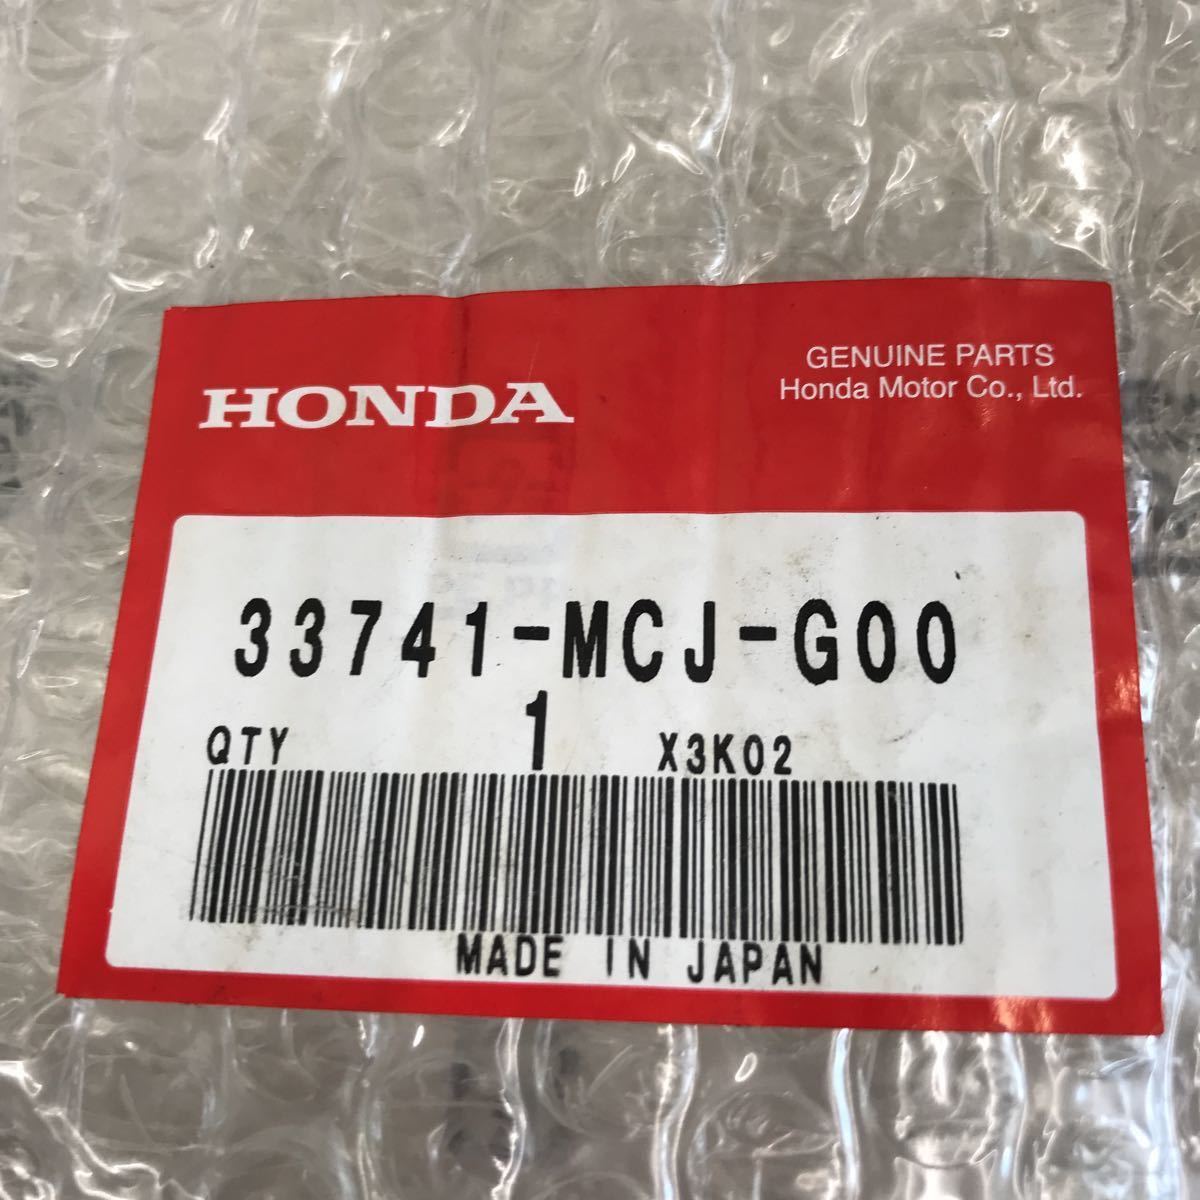 HONDA
GENUINE PARTS
Honda Motor Co., Ltd.
33741-MCJ-G00
QTY 1 X3K02
MADE IN JAPAN